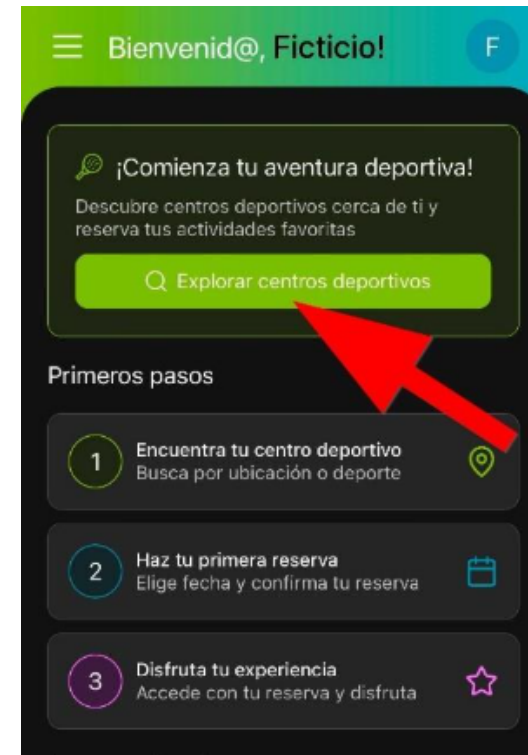 Bienvenid@, Ficticio!
F
¡Comienza tu aventura deportiva!
Descubre centros deportivos cerca de ti y
reserva tus actividades favoritas
Explorar centros deportivos
Primeros pasos
1
Encuentra tu centro deportivo
Busca por ubicación o deporte
2
Haz tu primera reserva
Elige fecha y confirma tu reserva
3
Disfruta tu experiencia
Accede con tu reserva y disfruta